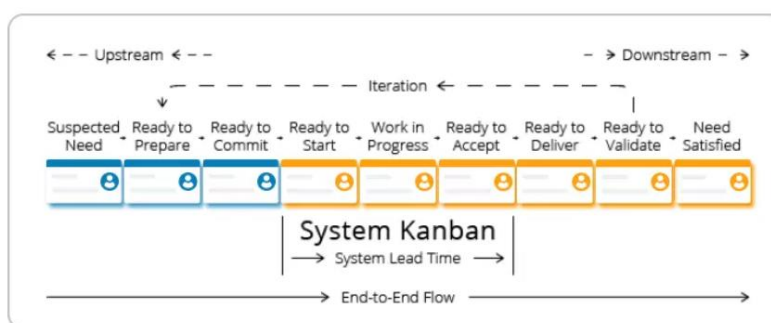 Upstream
Downstream
Iteration
Suspected Need
Ready to Prepare
Ready to Commit
Ready to Start
Work in Progress
Ready to Accept
Ready to Deliver
Ready to Validate
Need Satisfied
System Kanban
System Lead Time
End-to-End Flow